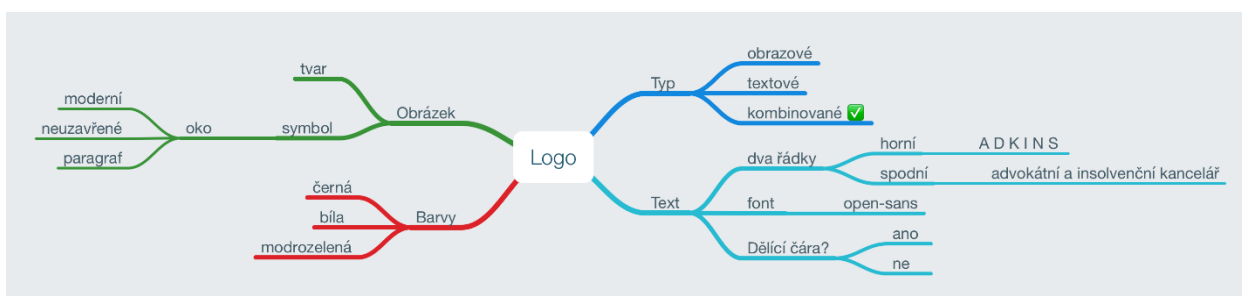 Logo
Typ
obrazové
textové
kombinované ✅
Text
dva řádky
horní
A D K I N S
spodní
advokátní a insolvenční kancelář
font
open-sans
Dělící čára?
ano
ne
Obrázek
tvar
symbol
oko
moderní
neuzavřené
paragraf
Barvy
černá
bíla
modrozelená